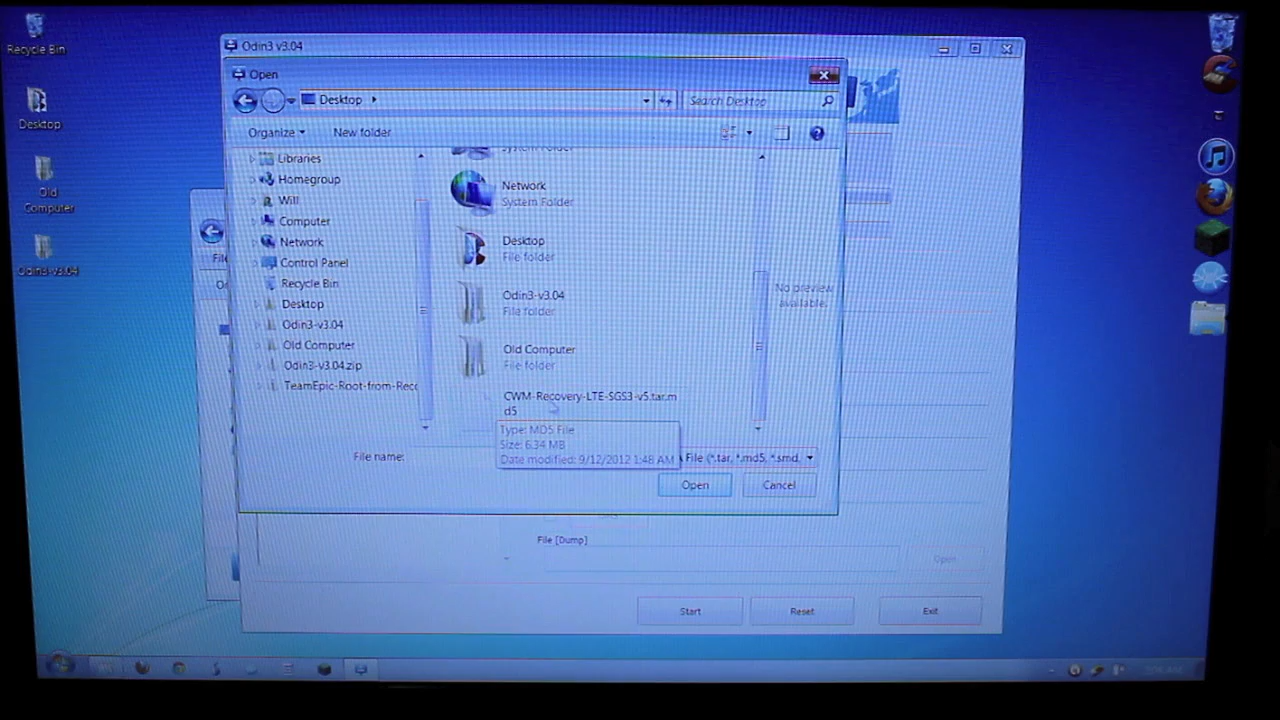 Recycle Bin
Desktop
Old
Computer
Odin3-v3.04
Odin3 v3.04
Open
Desktop
Search Desktop
Organize
New folder
Libraries
Homegroup
Will
Computer
Network
Control Panel
Recycle Bin
Desktop
Odin3-v3.04
Old Computer
Odin3-v3.04.zip
TeamEpic-Root-from-Reco
System Folder
Network
System Folder
Desktop
File folder
Odin3-v3.04
File folder
Old Computer
File folder
CWM-Recovery-LTE-SGS3-v5.tar.m
d5
Type: MD5 File
Size: 6.34 MB
Date modified: 9/12/2012 1:48 AM
No preview
available.
File name:
File (*.tar, *.md5, *.smd,
Open
Cancel
File [Dump]
Open
Start
Reset
Exit